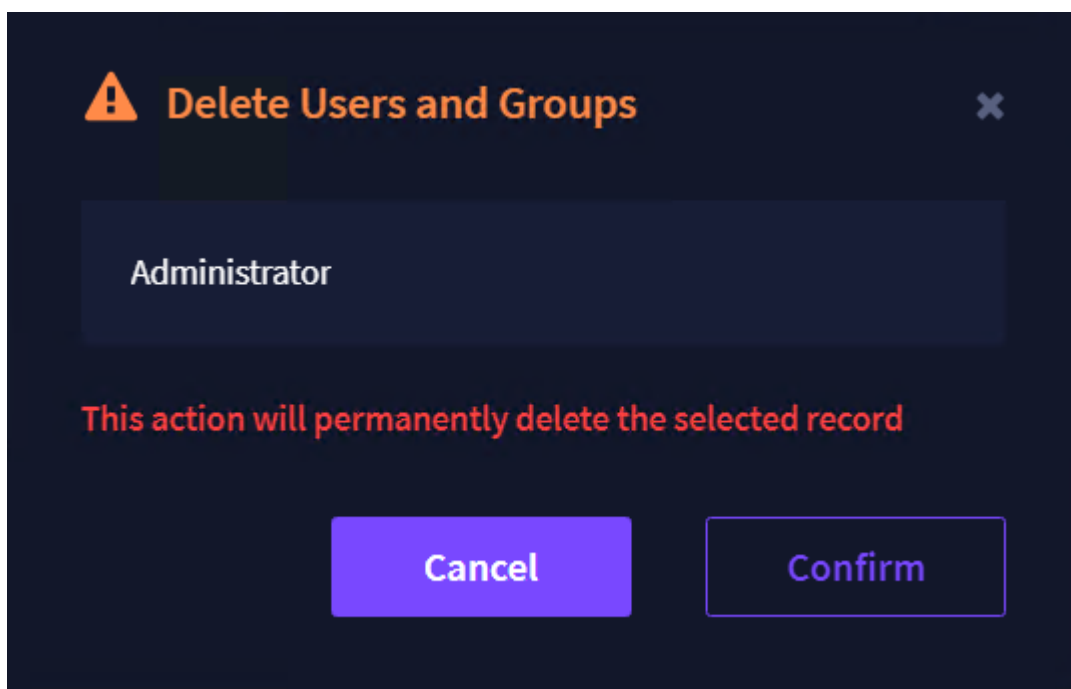 Delete Users and Groups
Administrator
This action will permanently delete the selected record
Cancel
Confirm